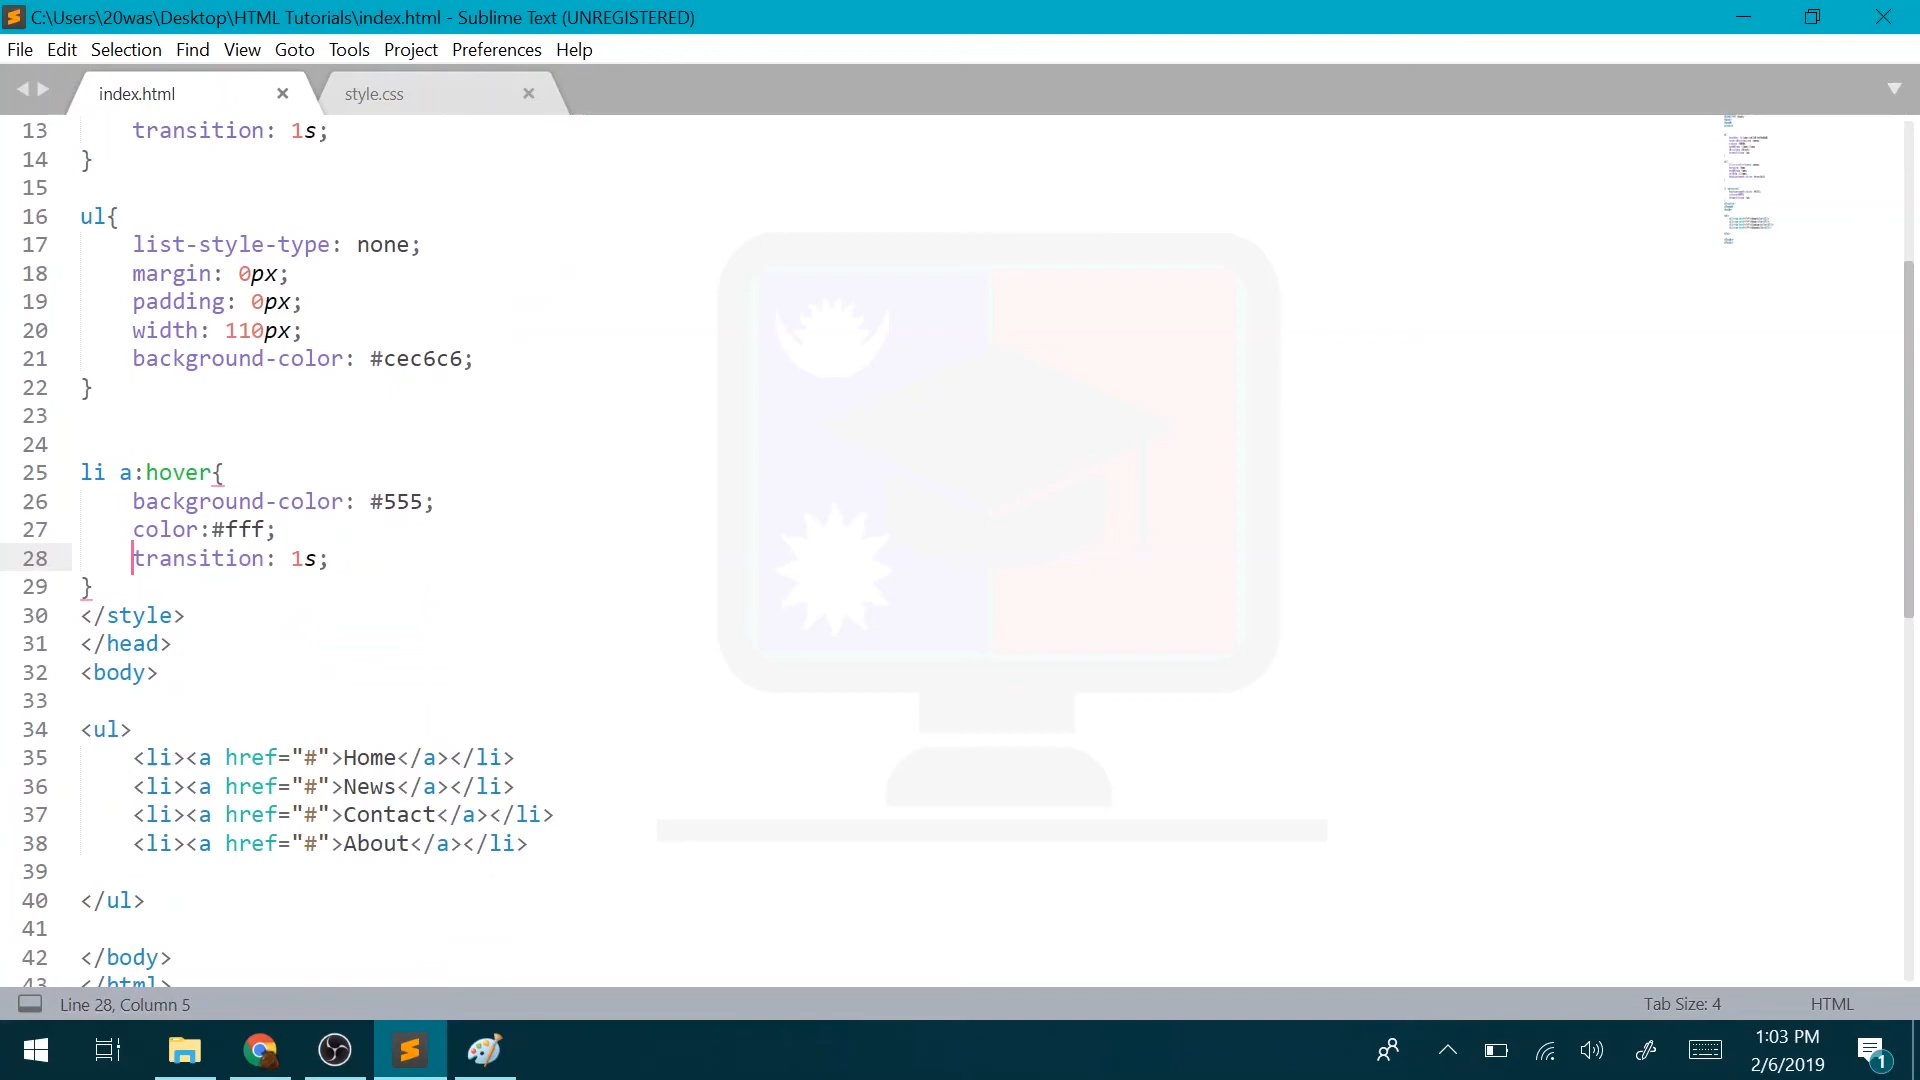 C:\Users\20was\Desktop\HTML Tutorials\index.html - Sublime Text (UNREGISTERED)
File Edit Selection Find View Goto Tools Project Preferences Help
index.html
style.css
13 transition: 1s;
14 }
15
16 ul{
17 list-style-type: none;
18 margin: 0px;
19 padding: 0px;
20 width: 110px;
21 background-color: #cec6c6;
22 }
23
24
25 li a:hover{
26 background-color: #555;
27 color:#fff;
28 transition: 1s;
29 }
30 </style>
31 </head>
32 <body>
33
34 <ul>
35 <li><a href="#">Home</a></li>
36 <li><a href="#">News</a></li>
37 <li><a href="#">Contact</a></li>
38 <li><a href="#">About</a></li>
39
40 </ul>
41
42 </body>
43 </html>
Line 28, Column 5
Tab Size: 4
HTML
1:03 PM
2/6/2019
1